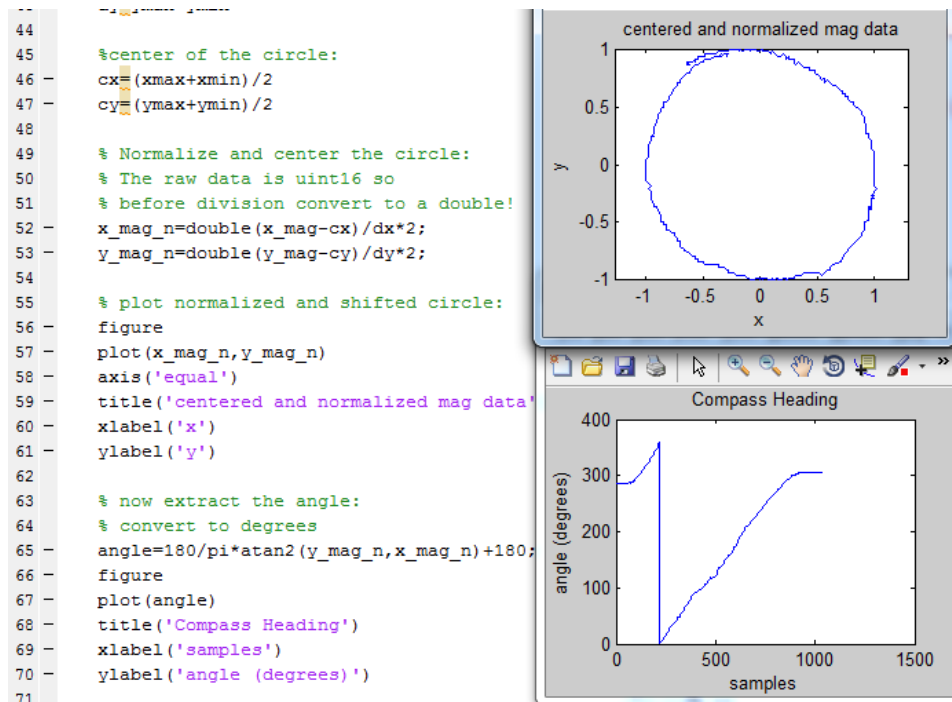 44
45 %center of the circle:
46 – cx=(xmax+xmin)/2
47 – cy=(ymax+ymin)/2
48
49 % Normalize and center the circle:
50 % The raw data is uint16 so
51 % before division convert to a double!
52 – x_mag_n=double(x_mag-cx)/dx*2;
53 – y_mag_n=double(y_mag-cy)/dy*2;
54
55 % plot normalized and shifted circle:
56 – figure
57 – plot(x_mag_n,y_mag_n)
58 – axis('equal')
59 – title('centered and normalized mag data'
60 – xlabel('x')
61 – ylabel('y')
62
63 % now extract the angle:
64 % convert to degrees
65 – angle=180/pi*atan2(y_mag_n,x_mag_n)+180;
66 – figure
67 – plot(angle)
68 – title('Compass Heading')
69 – xlabel('samples')
70 – ylabel('angle (degrees)')
71
centered and normalized mag data
1
0.5
0
-0.5
-1
y
-1 -0.5 0 0.5 1
x
»
Compass Heading
400
300
200
100
0
angle (degrees)
0 500 1000 1500
samples